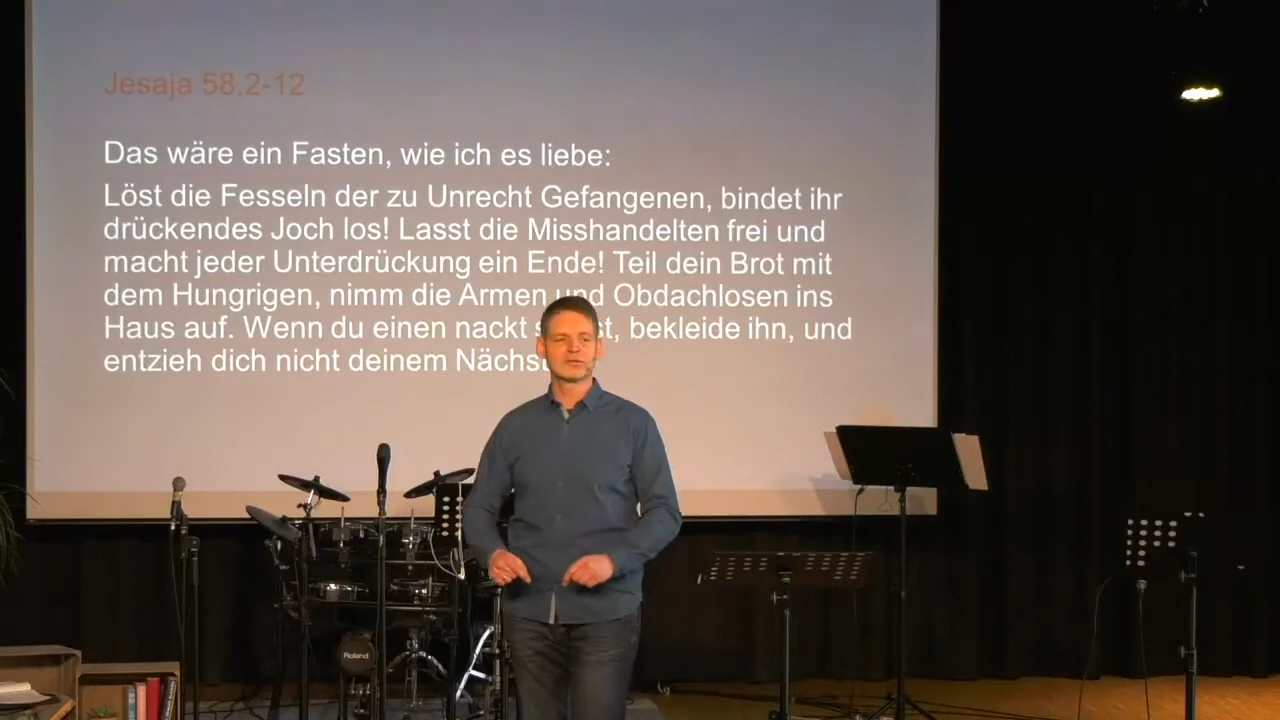 Jesaja 58,2-12
Das wäre ein Fasten, wie ich es liebe:
Löst die Fesseln der zu Unrecht Gefangenen, bindet ihr
drückendes Joch los! Lasst die Misshandelten frei und
macht jeder Unterdrückung ein Ende! Teil dein Brot mit
dem Hungrigen, nimm die Armen und Obdachlosen ins
Haus auf. Wenn du einen nackt bekleide ihn, und
entzieh dich nicht deinem
Roland